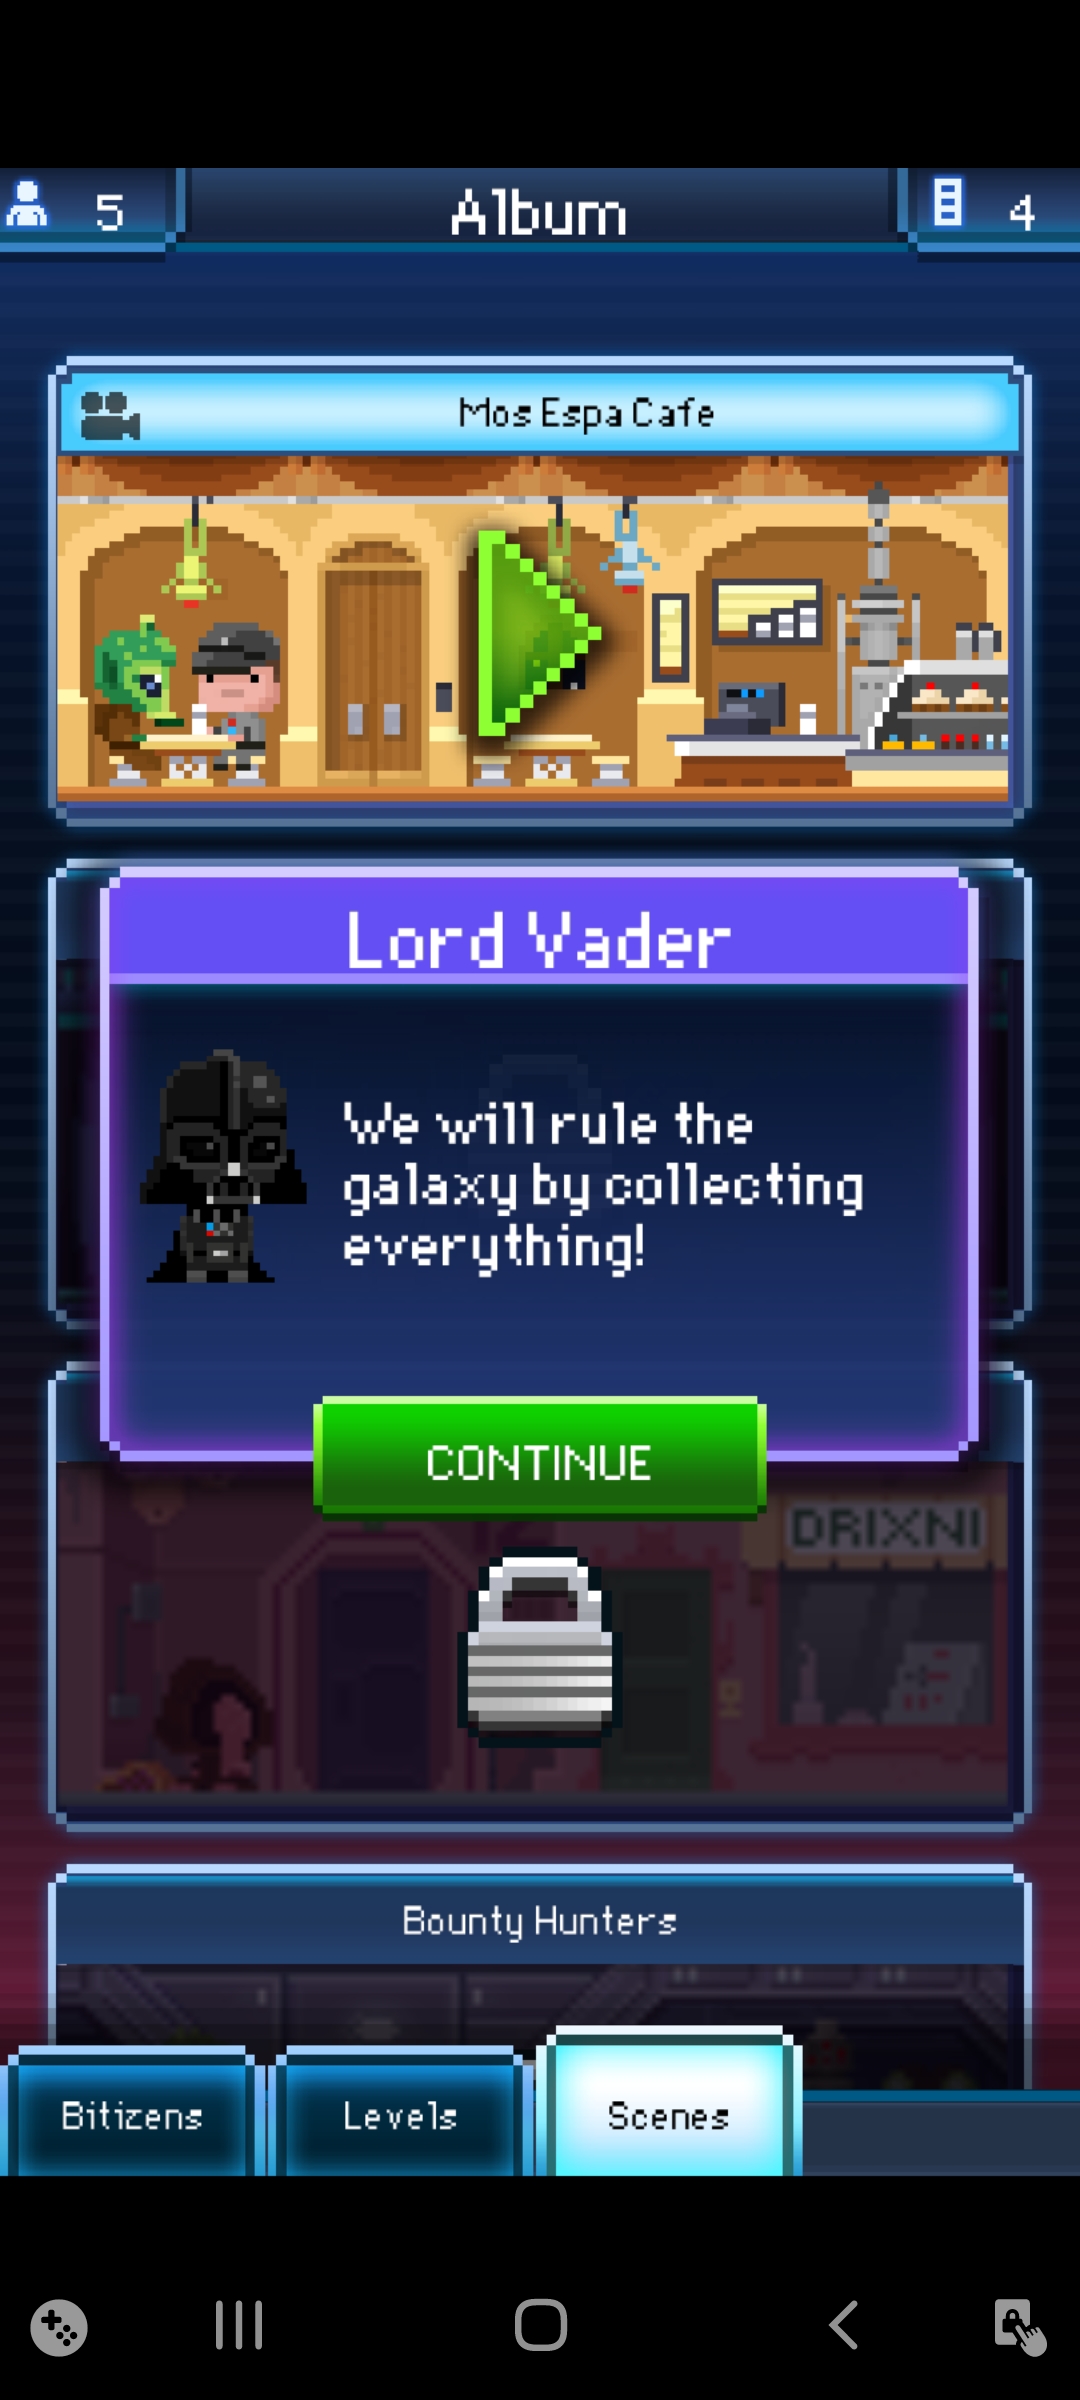 5
Album
4
Mos Espa Cafe
Lord Vader
We will rule the
galaxy by collecting
everything!
CONTINUE
DRIXNI
Bounty Hunters
Bitizens
Levels
Scenes